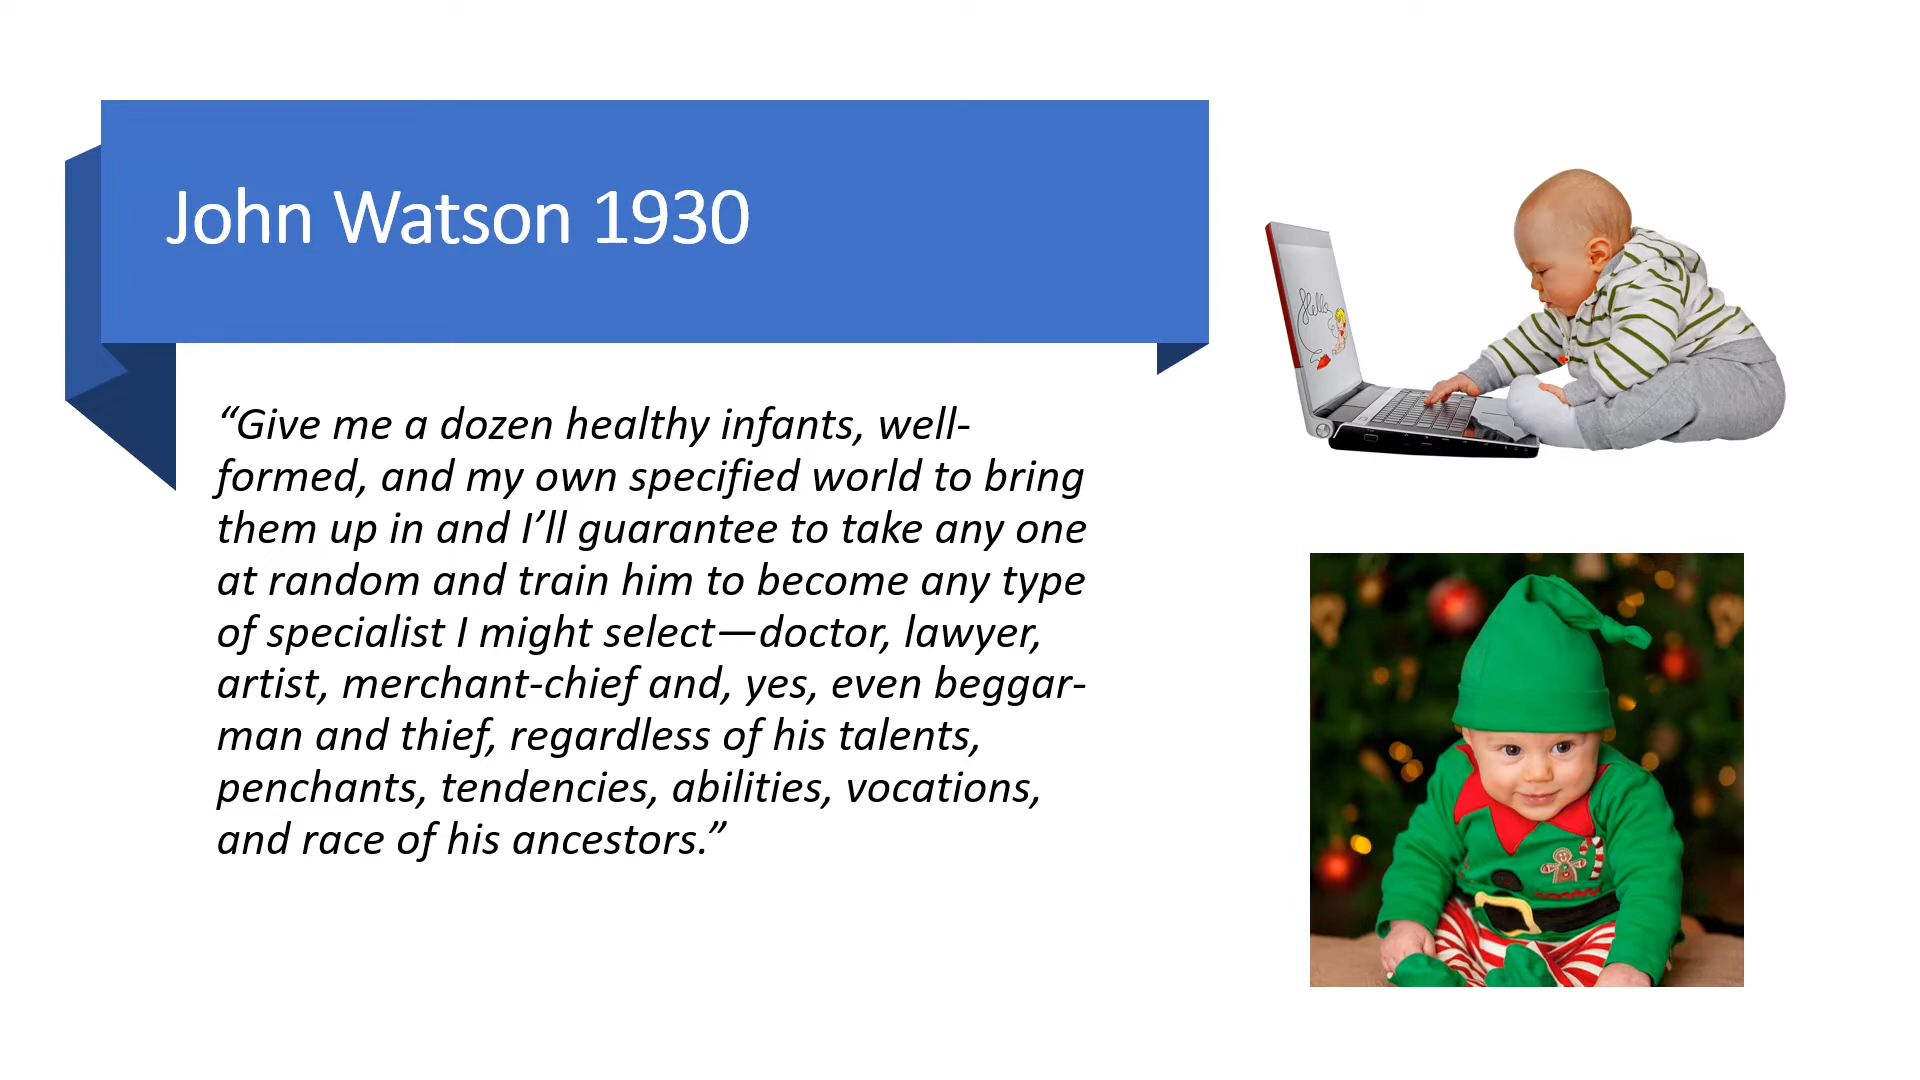 John Watson 1930
“Give me a dozen healthy infants, well-
formed, and my own specified world to bring
them up in and I’ll guarantee to take any one
at random and train him to become any type
of specialist I might select—doctor, lawyer,
artist, merchant-chief and, yes, even beggar-
man and thief, regardless of his talents,
penchants, tendencies, abilities, vocations,
and race of his ancestors.”
Hello